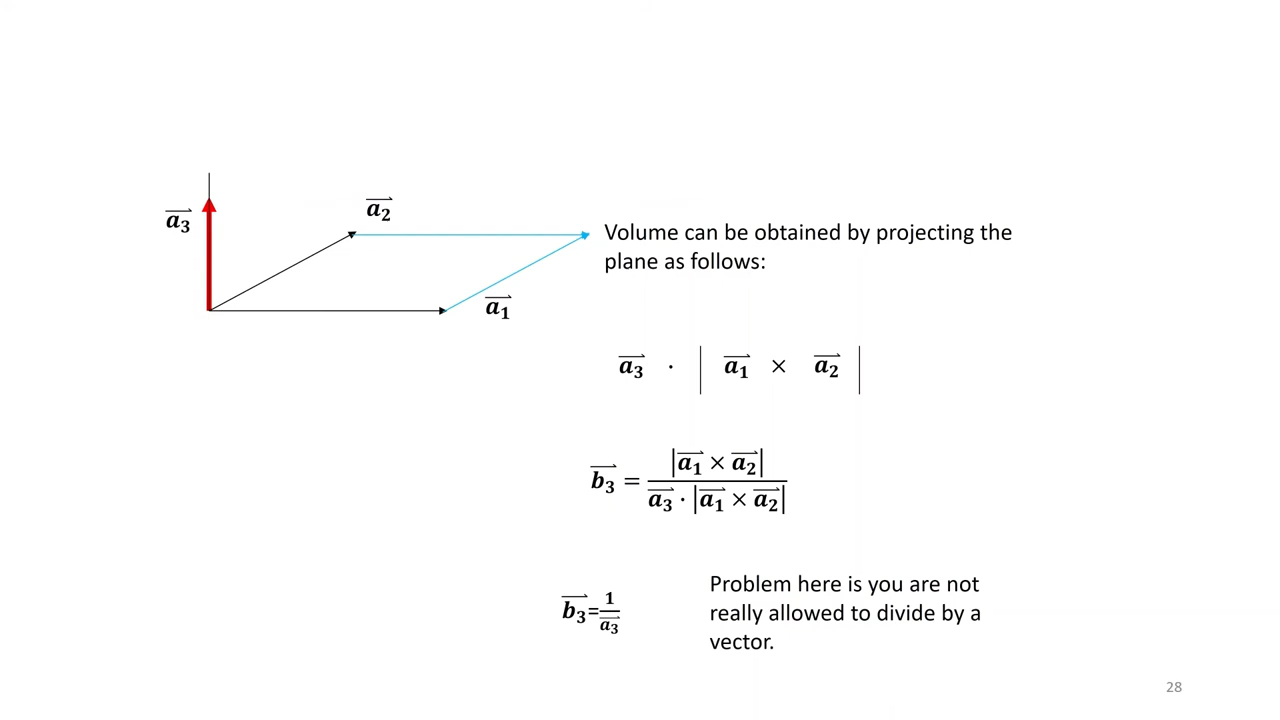 a₃⃗
a₂⃗
a₁⃗
Volume can be obtained by projecting the
plane as follows:
a₃⃗ · | a₁⃗ × a₂⃗ |
b₃⃗ = |a₁⃗ × a₂⃗| / a₃⃗ · |a₁⃗ × a₂⃗|
b₃⃗=1/a₃⃗
Problem here is you are not
really allowed to divide by a
vector.
28